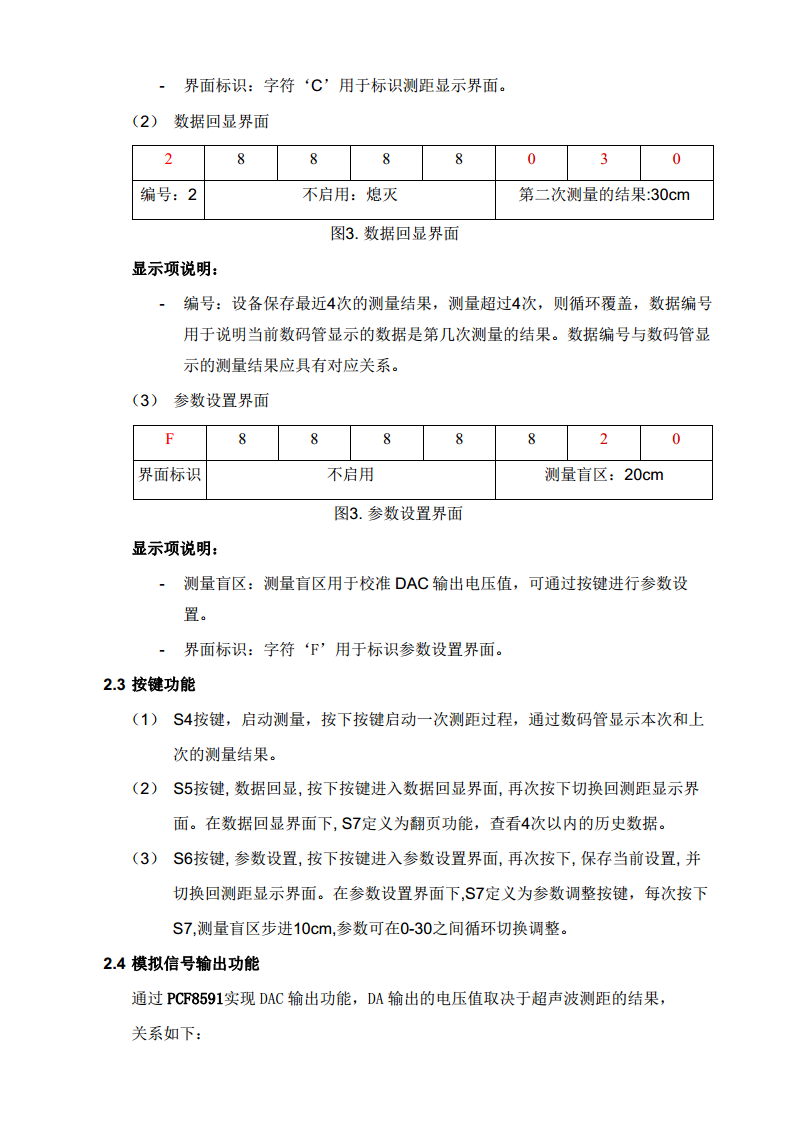 - 界面标识：字符‘C’用于标识测距显示界面。
（2） 数据回显界面
2 8 8 8 8 0 3 0
编号：2 不启用：熄灭 第二次测量的结果:30cm
图3. 数据回显界面
显示项说明：
- 编号：设备保存最近4次的测量结果，测量超过4次，则循环覆盖，数据编号
用于说明当前数码管显示的数据是第几次测量的结果。数据编号与数码管显
示的测量结果应具有对应关系。
（3） 参数设置界面
F 8 8 8 8 8 2 0
界面标识 不启用 测量盲区：20cm
图3. 参数设置界面
显示项说明：
- 测量盲区：测量盲区用于校准 DAC 输出电压值，可通过按键进行参数设
置。
- 界面标识：字符‘F’用于标识参数设置界面。
2.3 按键功能
（1） S4按键，启动测量，按下按键启动一次测距过程，通过数码管显示本次和上
次的测量结果。
（2） S5按键, 数据回显, 按下按键进入数据回显界面, 再次按下切换回测距显示界
面。在数据回显界面下, S7定义为翻页功能，查看4次以内的历史数据。
（3） S6按键, 参数设置, 按下按键进入参数设置界面, 再次按下, 保存当前设置, 并
切换回测距显示界面。在参数设置界面下,S7定义为参数调整按键，每次按下
S7,测量盲区步进10cm,参数可在0-30之间循环切换调整。
2.4 模拟信号输出功能
通过 PCF8591实现 DAC 输出功能，DA 输出的电压值取决于超声波测距的结果，
关系如下：